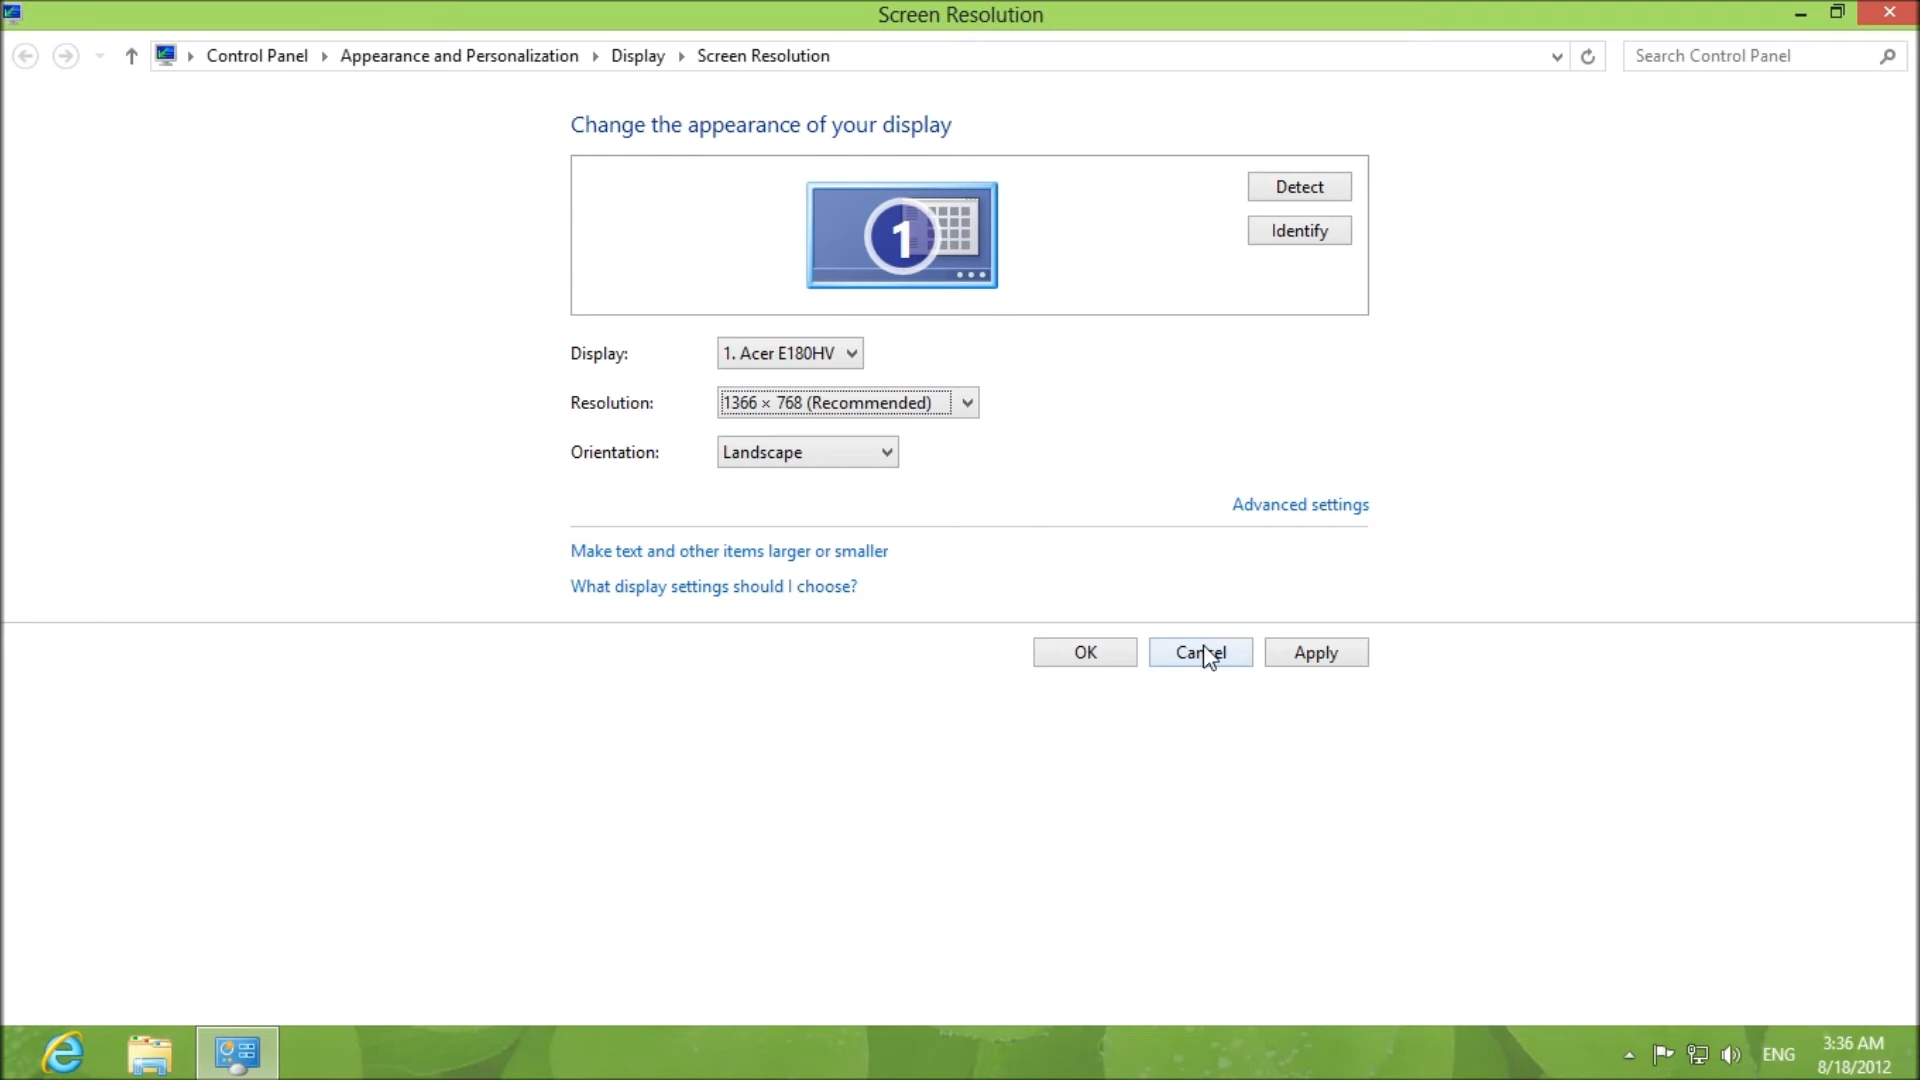 Screen Resolution
Control Panel Appearance and Personalization Display Screen Resolution
Search Control Panel
Change the appearance of your display
1
Detect
Identify
Display: 1. Acer E180HV
Resolution: 1366 × 768 (Recommended)
Orientation: Landscape
Advanced settings
Make text and other items larger or smaller
What display settings should I choose?
OK Cancel Apply
ENG
3:36 AM
8/18/2012